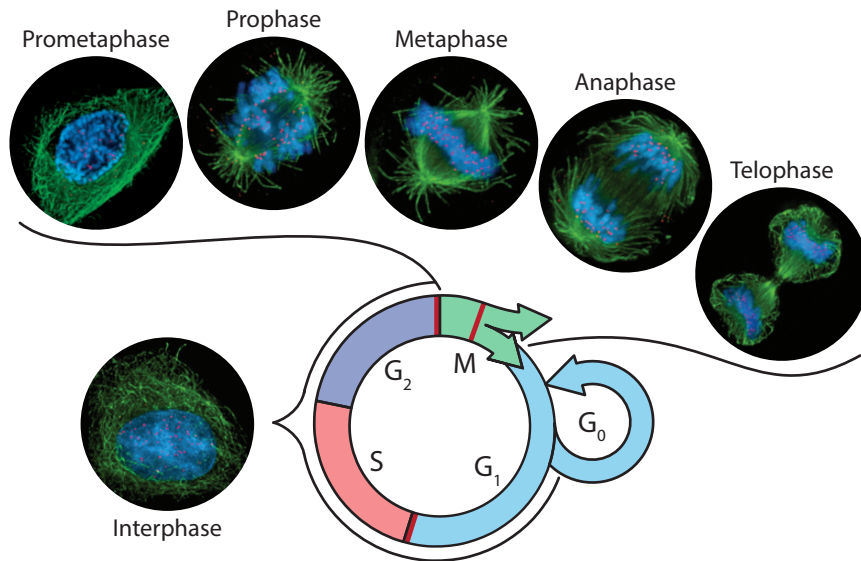 Prometaphase
Prophase
Metaphase
Anaphase
Telophase
Interphase
G₂
M
S
G₁
G₀